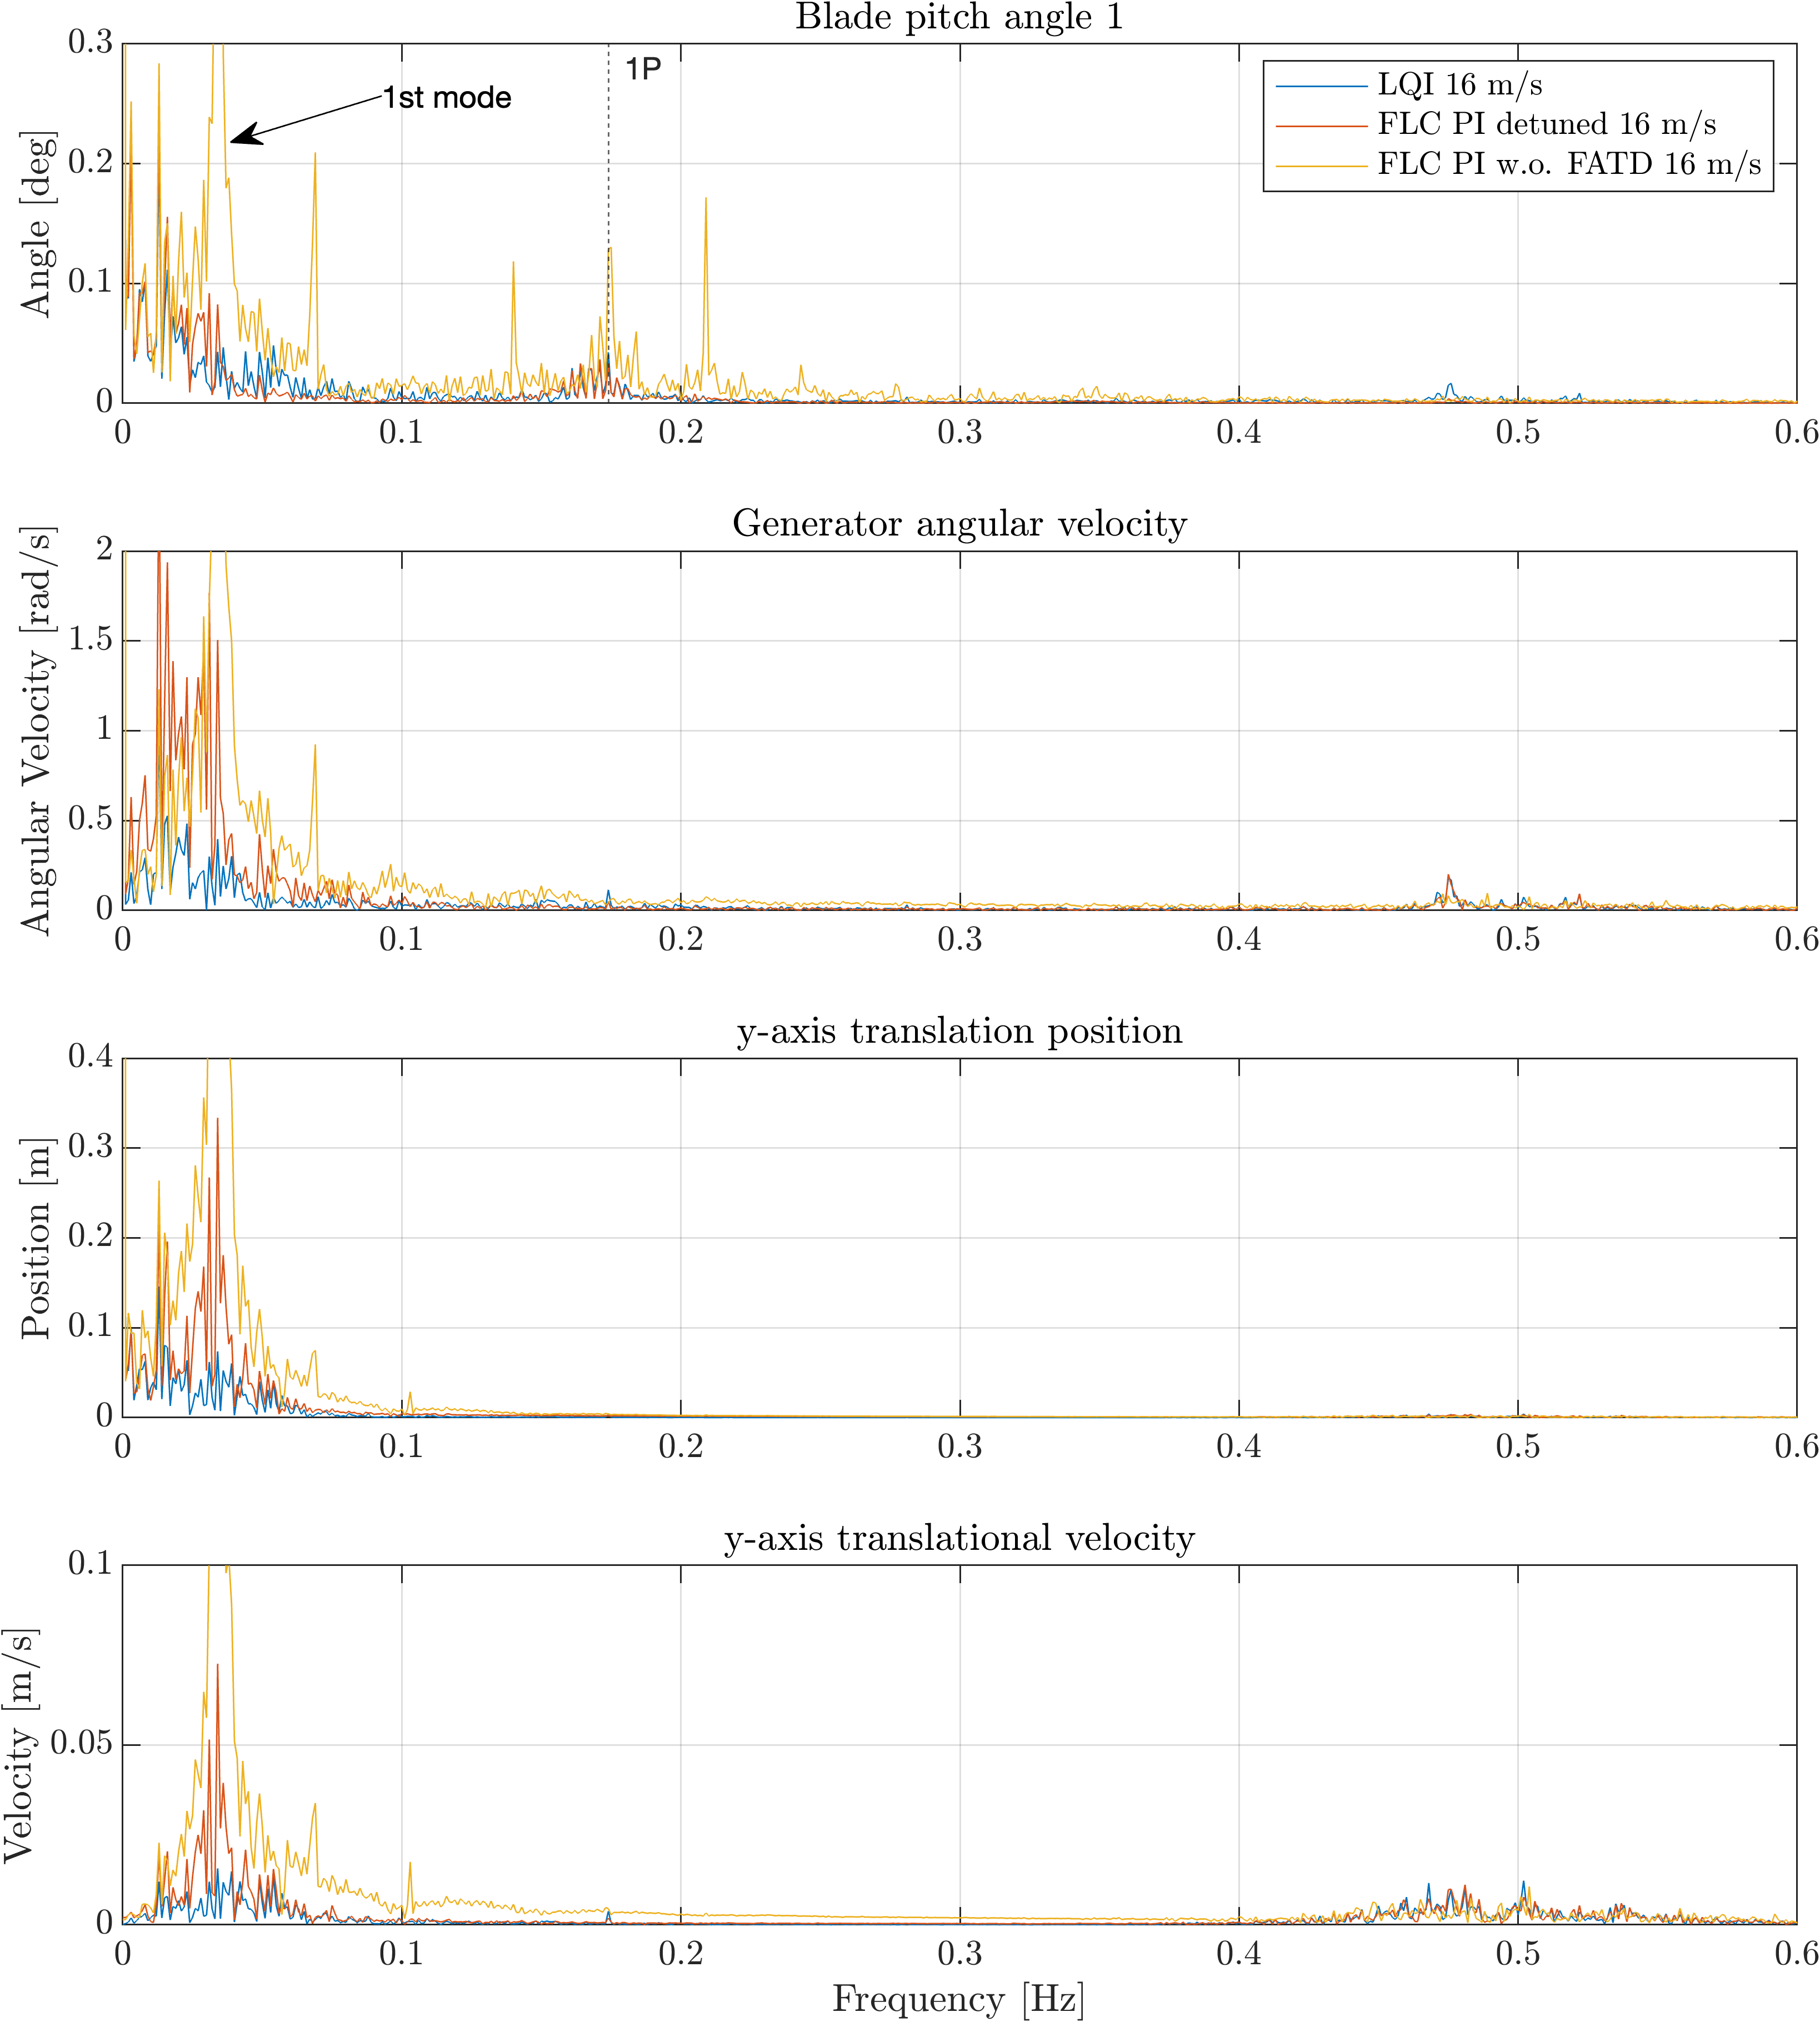 Blade pitch angle 1
0.3
0.2
0.1
0
Angle [deg]
1st mode
1P
LQI 16 m/s
FLC PI detuned 16 m/s
FLC PI w.o. FATD 16 m/s
0 0.1 0.2 0.3 0.4 0.5 0.6
Generator angular velocity
2
1.5
1
0.5
0
Angular Velocity [rad/s]
0 0.1 0.2 0.3 0.4 0.5 0.6
y-axis translation position
0.4
0.3
0.2
0.1
0
Position [m]
0 0.1 0.2 0.3 0.4 0.5 0.6
y-axis translational velocity
0.1
0.05
0
Velocity [m/s]
0 0.1 0.2 0.3 0.4 0.5 0.6
Frequency [Hz]